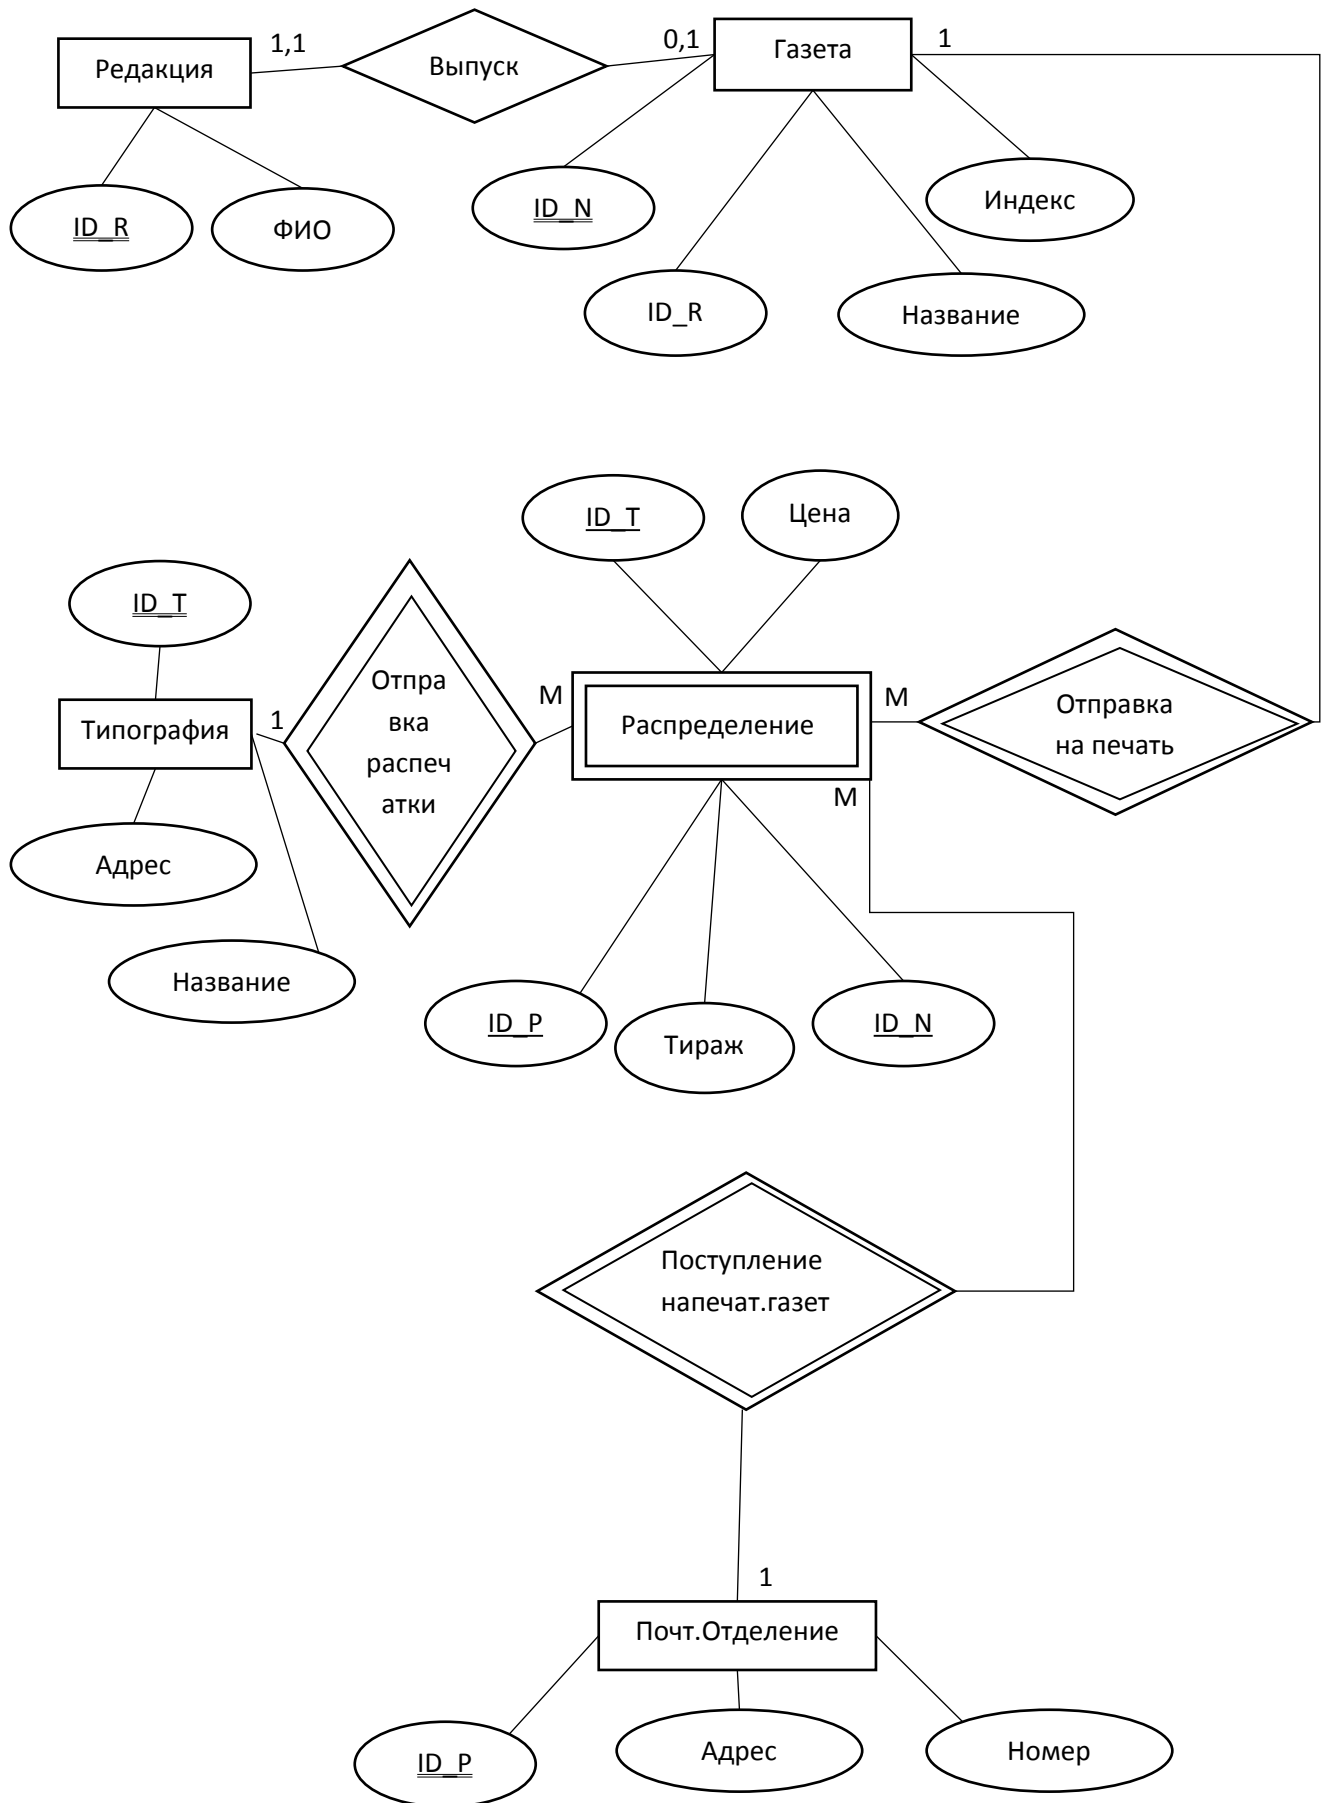 1,1
0,1
1
Редакция
Выпуск
Газета
ID_R
ФИО
ID_N
Индекс
ID_R
Название
ID_T
Цена
ID_T
Типография
1
Отпра
вка
распеч
атки
М
Распределение
М
Отправка
на печать
М
Адрес
Название
ID_P
Тираж
ID_N
Поступление
напечат.газет
1
Почт.Отделение
ID_P
Адрес
Номер